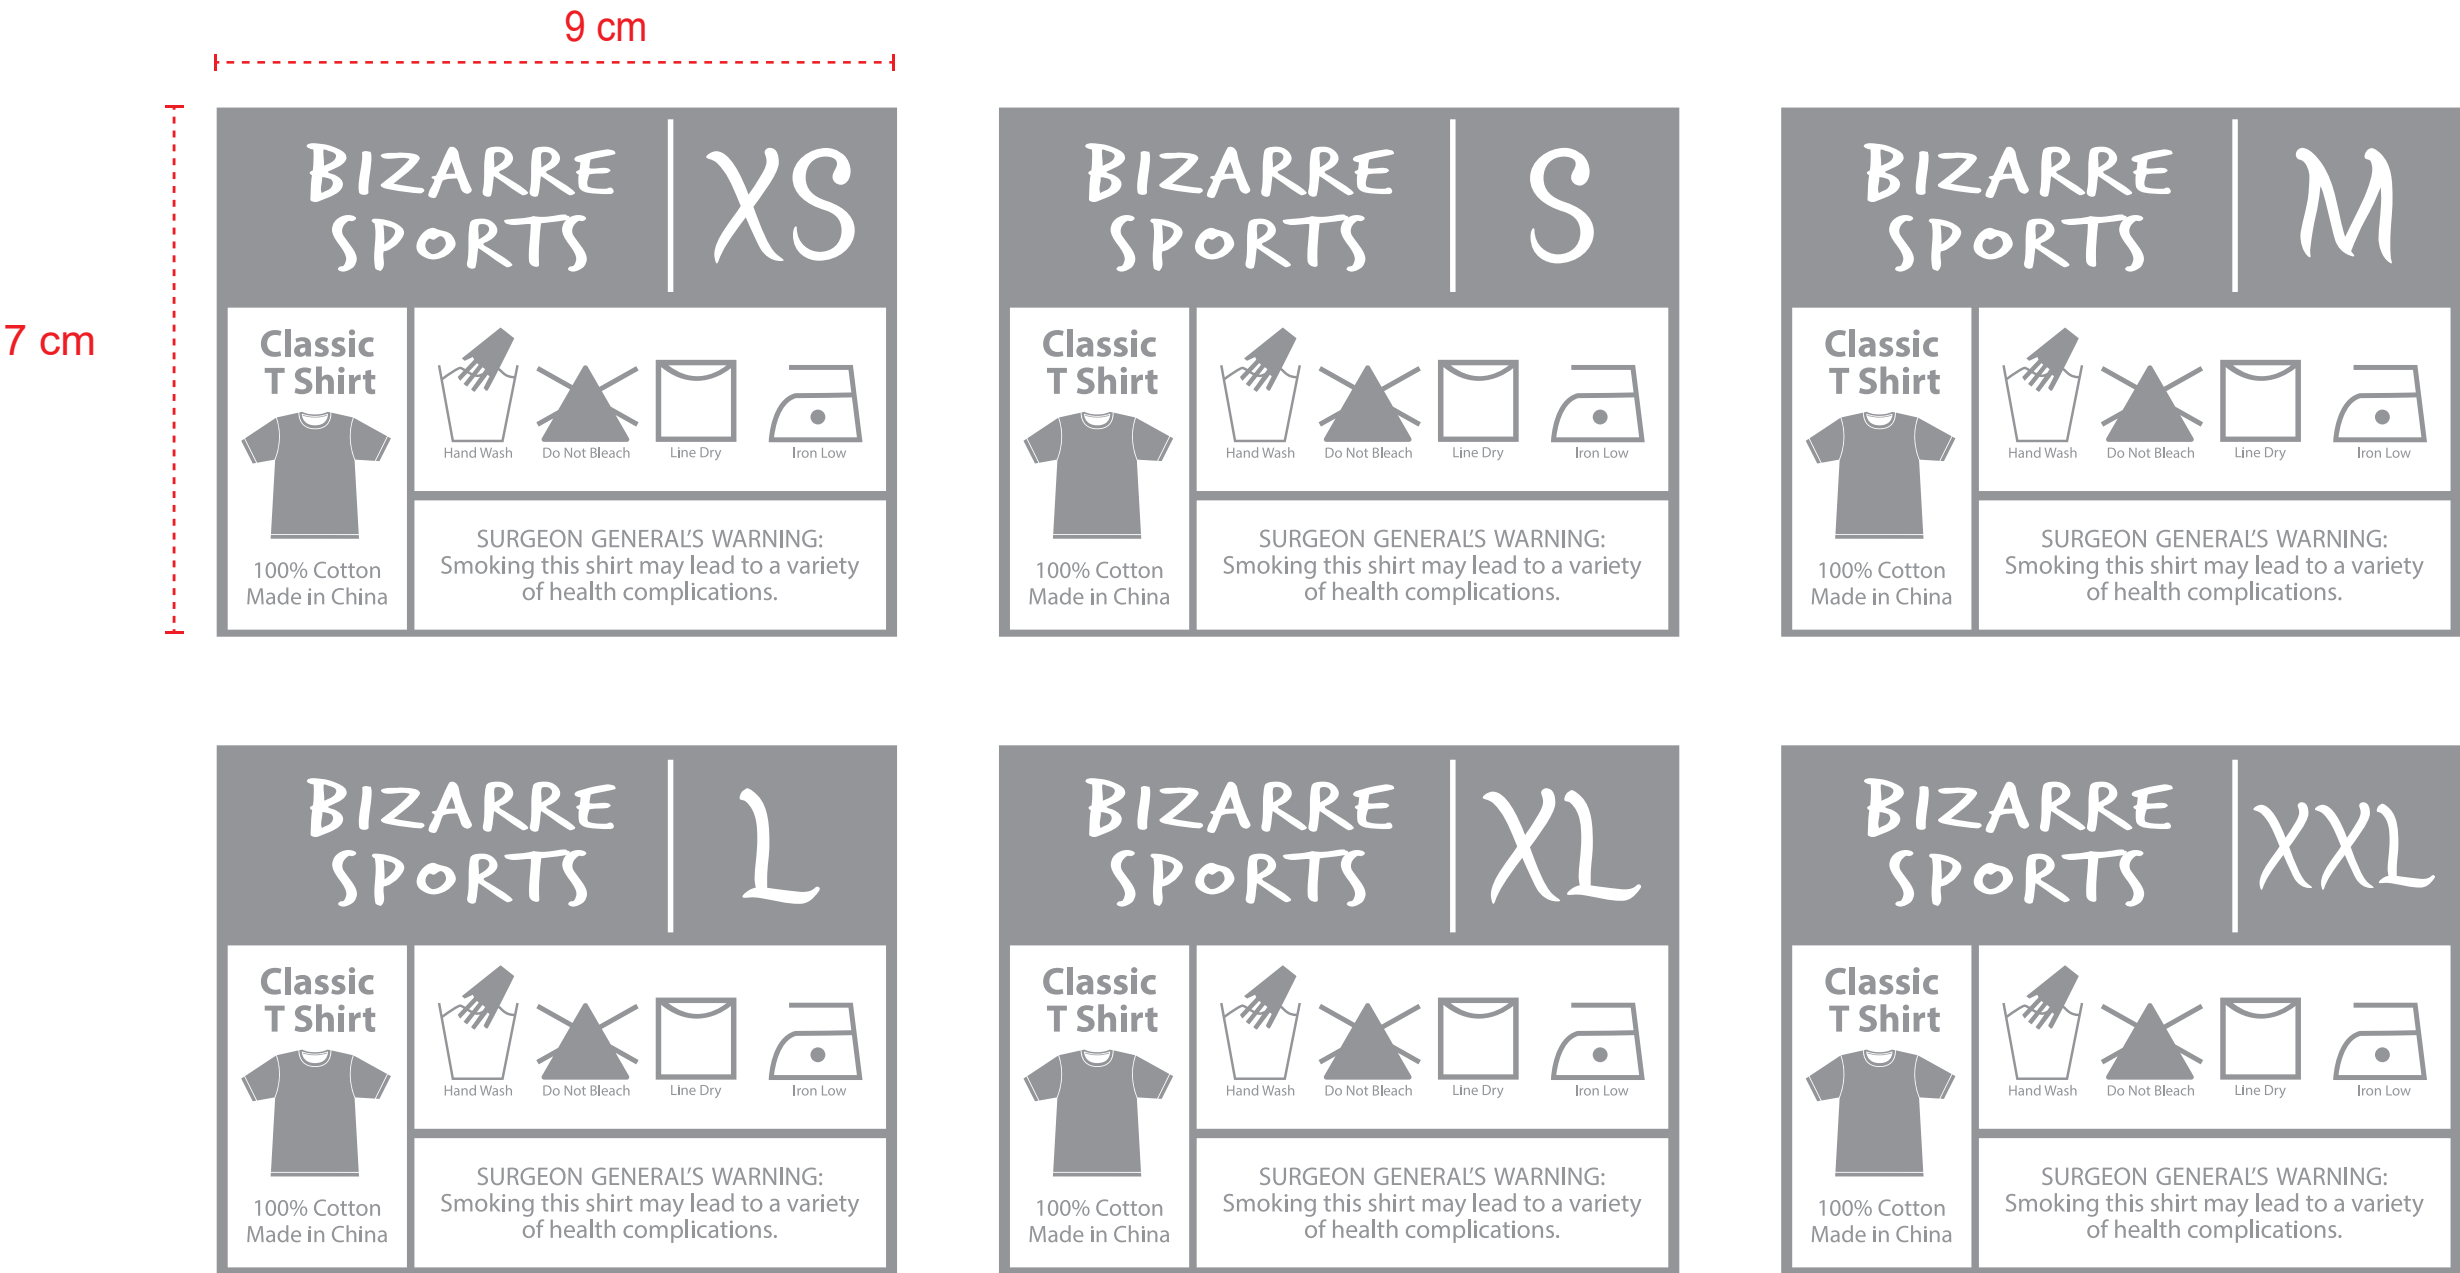 9 cm
7 cm
BIZARRE
SPORTS
XS
Classic
T Shirt
100% Cotton
Made in China
Hand Wash
Do Not Bleach
Line Dry
Iron Low
SURGEON GENERAL'S WARNING:
Smoking this shirt may lead to a variety
of health complications.
BIZARRE
SPORTS
S
Classic
T Shirt
100% Cotton
Made in China
Hand Wash
Do Not Bleach
Line Dry
Iron Low
SURGEON GENERAL'S WARNING:
Smoking this shirt may lead to a variety
of health complications.
BIZARRE
SPORTS
M
Classic
T Shirt
100% Cotton
Made in China
Hand Wash
Do Not Bleach
Line Dry
Iron Low
SURGEON GENERAL'S WARNING:
Smoking this shirt may lead to a variety
of health complications.
BIZARRE
SPORTS
L
Classic
T Shirt
100% Cotton
Made in China
Hand Wash
Do Not Bleach
Line Dry
Iron Low
SURGEON GENERAL'S WARNING:
Smoking this shirt may lead to a variety
of health complications.
BIZARRE
SPORTS
XL
Classic
T Shirt
100% Cotton
Made in China
Hand Wash
Do Not Bleach
Line Dry
Iron Low
SURGEON GENERAL'S WARNING:
Smoking this shirt may lead to a variety
of health complications.
BIZARRE
SPORTS
XXL
Classic
T Shirt
100% Cotton
Made in China
Hand Wash
Do Not Bleach
Line Dry
Iron Low
SURGEON GENERAL'S WARNING:
Smoking this shirt may lead to a variety
of health complications.